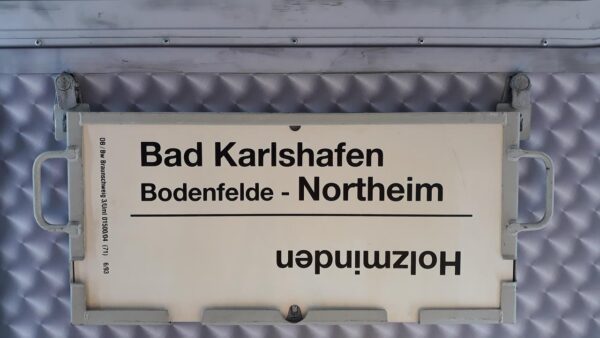 Bad Karlshafen
Bodenfelde - Northeim
Holzminden